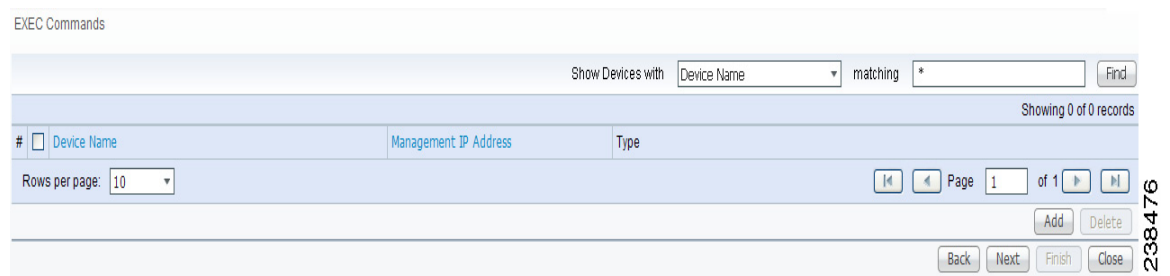 EXEC Commands
Show Devices with Device Name matching * Find
Showing 0 of 0 records
# Device Name Management IP Address Type
Rows per page: 10 Page 1 of 1
Add Delete
Back Next Finish Close
238476